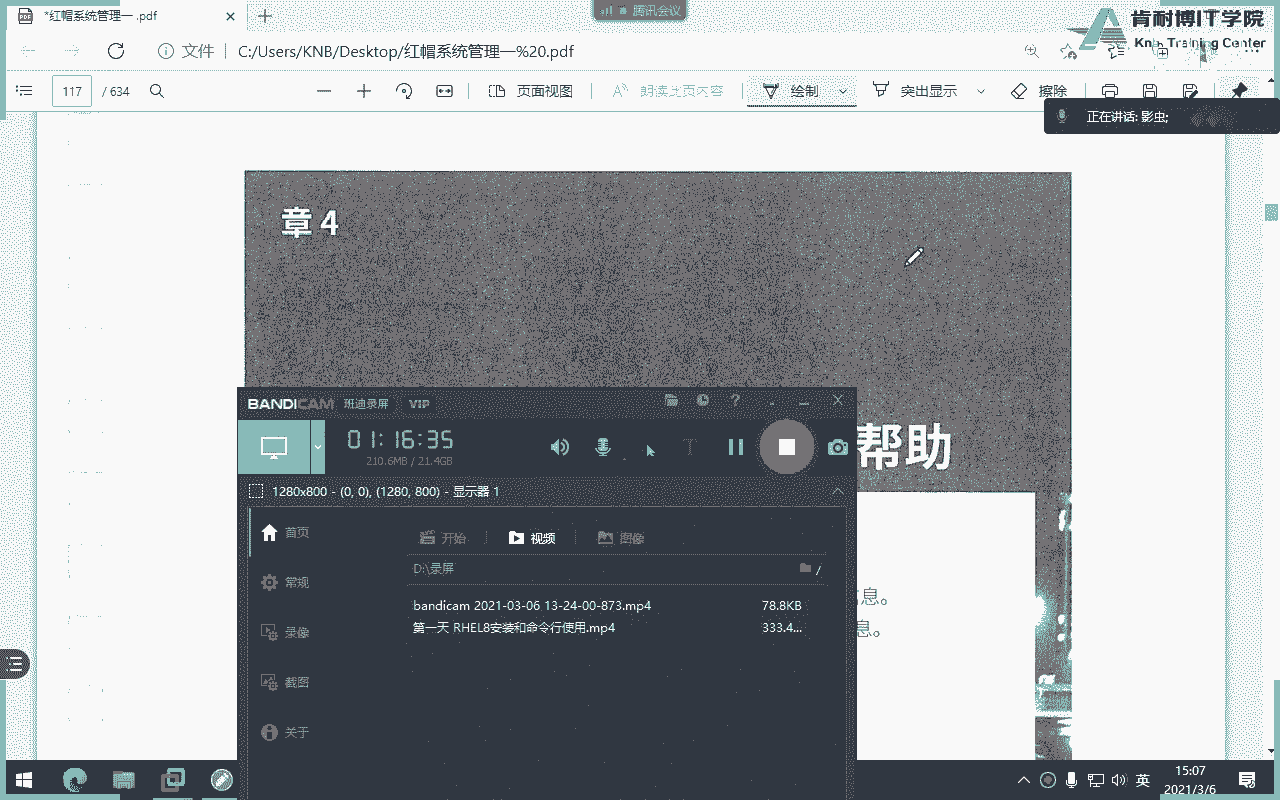 *红帽系统管理一 .pdf
腾讯会议
肯耐博IT学院
KnB Training Center
文件
C:/Users/KNB/Desktop/红帽系统管理一%20.pdf
117
/ 634
页面视图
朗读此页内容
绘制
突出显示
擦除
正在讲话: 影虫;
章 4
帮助
息。
息。
BANDICAM 班迪录屏 VIP
01:16:35
210.6MB / 21.4GB
1280x800 - (0, 0), (1280, 800) - 显示器 1
首页
常规
录像
截图
关于
开始
视频
图像
D:\录屏
bandicam 2021-03-06 13-24-00-873.mp4 78.8KB
第一天 RHEL8安装和命令行使用.mp4 333.4...
英
15:07
2021/3/6